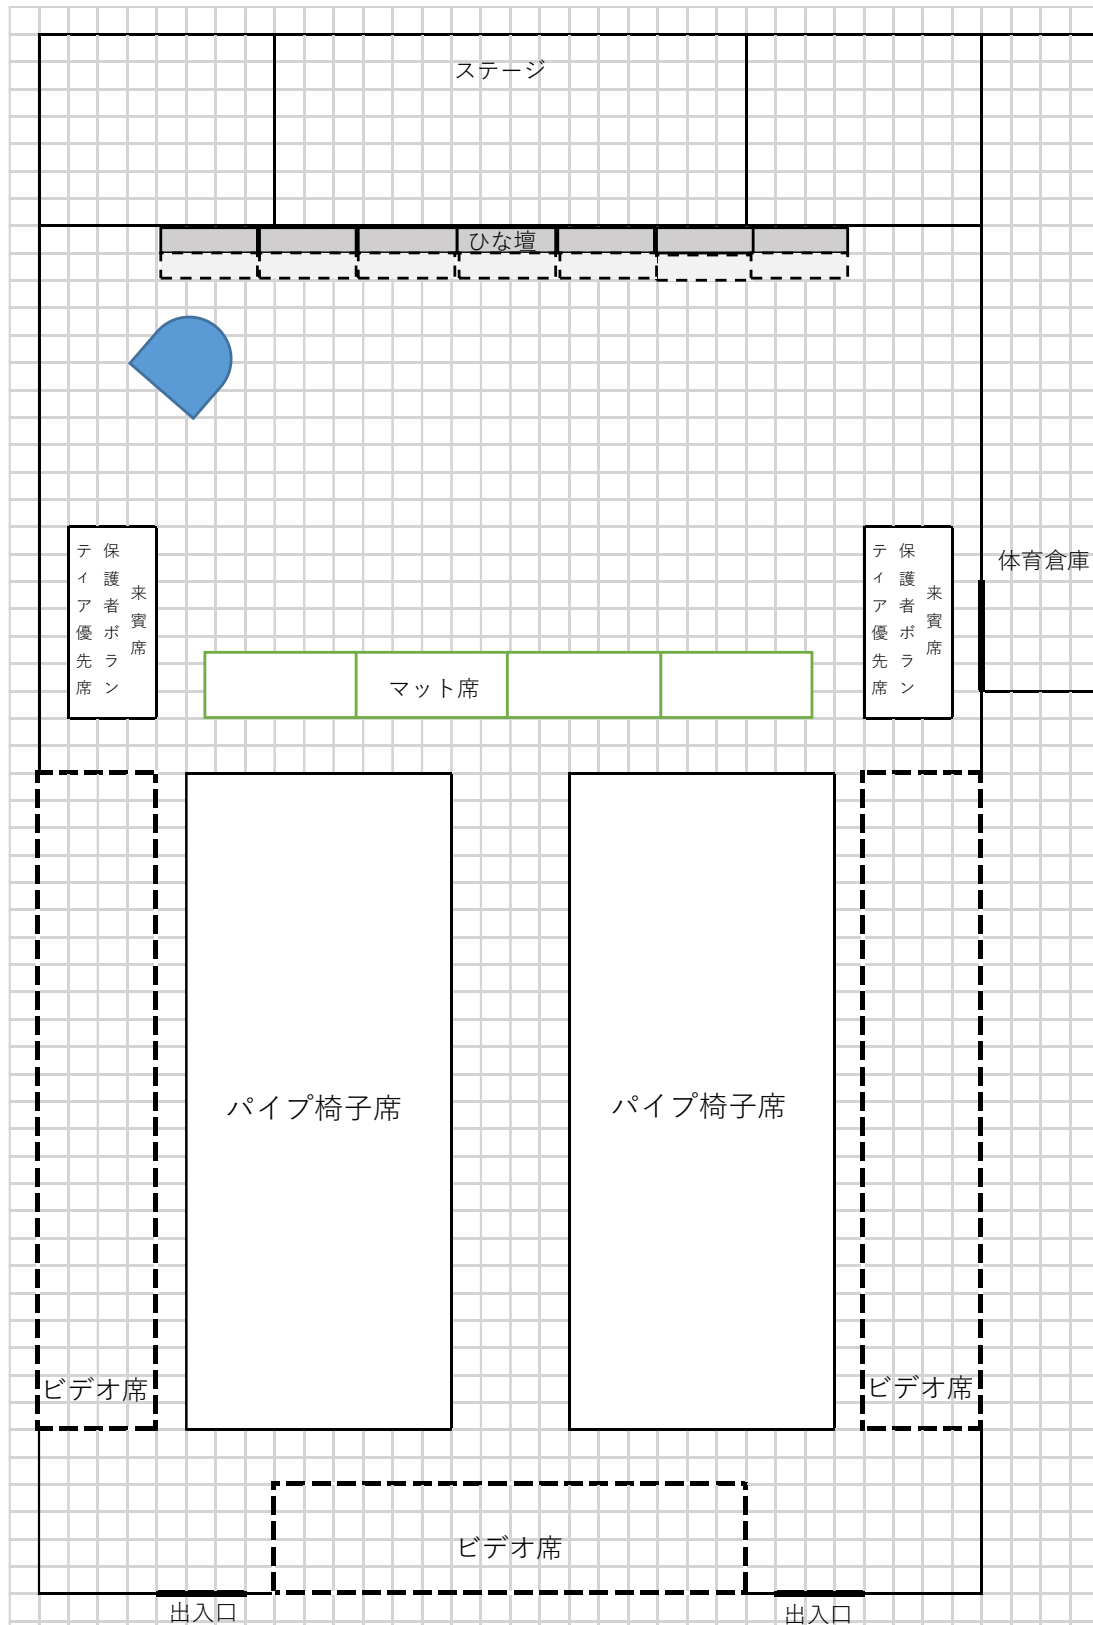 ステージ
ひな壇
体育倉庫
来賓席
保護者ボラン
ティア優先席
来賓席
保護者ボラン
ティア優先席
マット席
パイプ椅子席
パイプ椅子席
ビデオ席
ビデオ席
ビデオ席
出入口
出入口